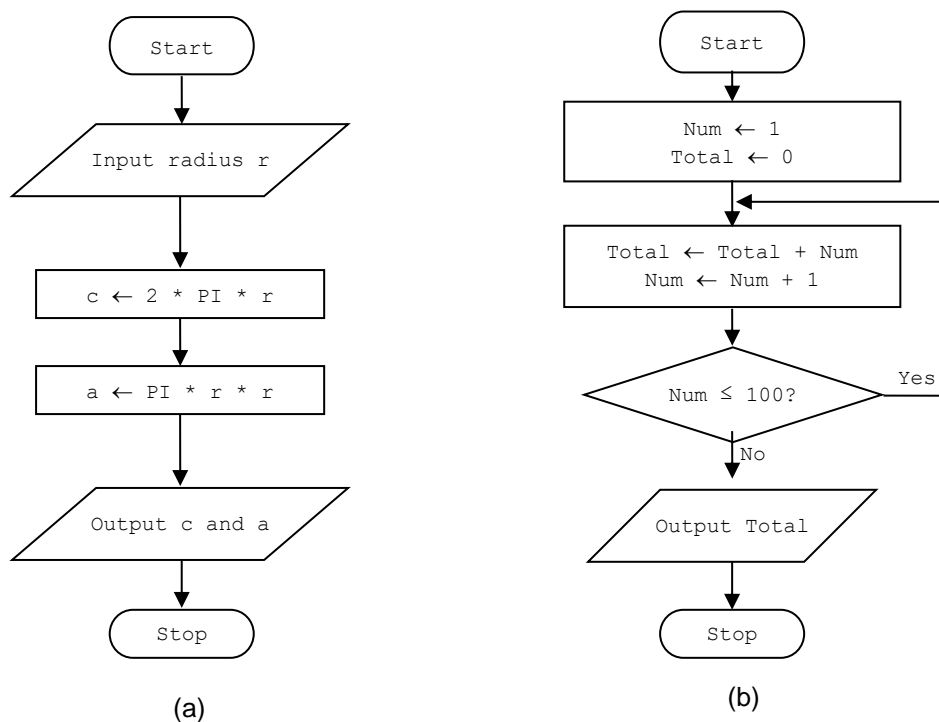 Start
Input radius r
c ← 2 * PI * r
a ← PI * r * r
Output c and a
Stop
(a)
Start
Num ← 1
Total ← 0
Total ← Total + Num
Num ← Num + 1
Num ≤ 100?
Yes
No
Output Total
Stop
(b)